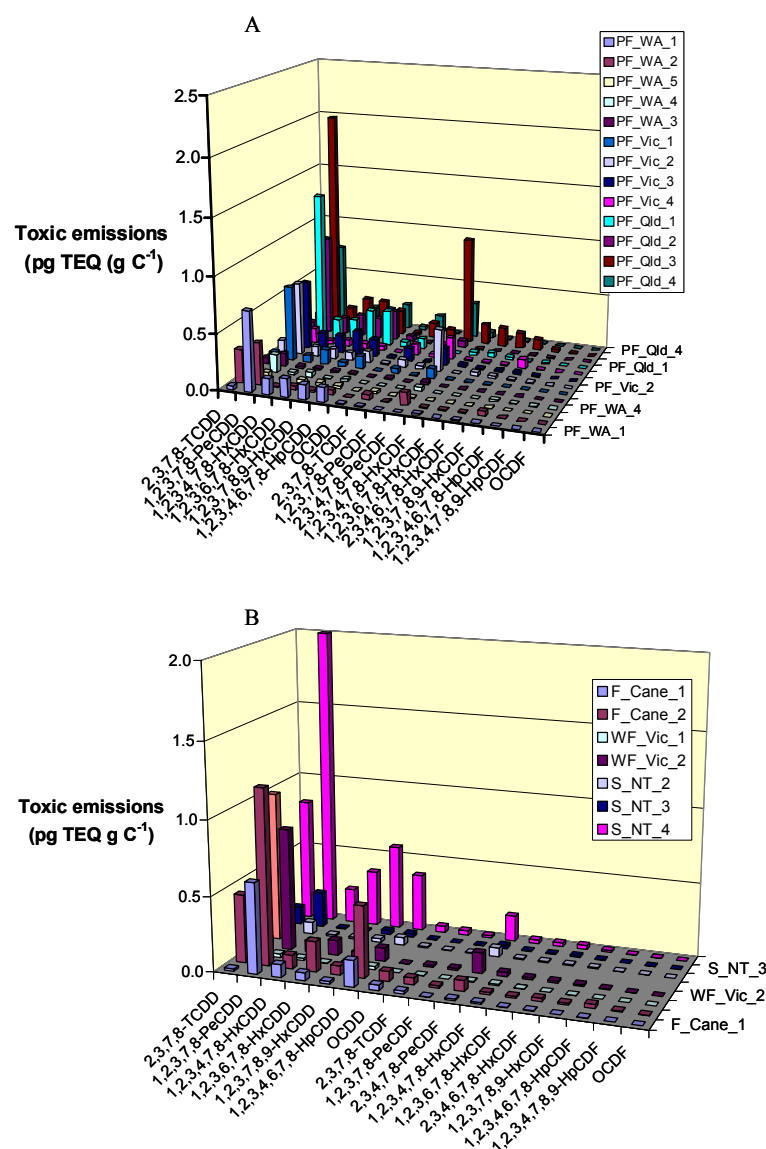 A
PF_WA_1
PF_WA_2
PF_WA_5
PF_WA_4
PF_WA_3
PF_Vic_1
PF_Vic_2
PF_Vic_3
PF_Vic_4
PF_Qld_1
PF_Qld_2
PF_Qld_3
PF_Qld_4
2.5
2.0
1.5
1.0
0.5
0.0
Toxic emissions
(pg TEQ (g C-1)
PF_Qld_4
PF_Qld_1
PF_Vic_2
PF_WA_4
PF_WA_1
2,3,7,8-TCDD
1,2,3,7,8-PeCDD
1,2,3,4,7,8-HxCDD
1,2,3,6,7,8-HxCDD
1,2,3,7,8,9-HxCDD
1,2,3,4,6,7,8-HpCDD
OCDD
2,3,7,8-TCDF
1,2,3,7,8-PeCDF
2,3,4,7,8-PeCDF
1,2,3,4,7,8-HxCDF
1,2,3,6,7,8-HxCDF
2,3,4,6,7,8-HxCDF
1,2,3,7,8,9-HxCDF
1,2,3,4,6,7,8-HpCDF
1,2,3,4,7,8,9-HpCDF
OCDF
B
F_Cane_1
F_Cane_2
WF_Vic_1
WF_Vic_2
S_NT_2
S_NT_3
S_NT_4
2.0
1.5
1.0
0.5
0.0
Toxic emissions
(pg TEQ g C-1)
S_NT_3
WF_Vic_2
F_Cane_1
2,3,7,8-TCDD
1,2,3,7,8-PeCDD
1,2,3,4,7,8-HxCDD
1,2,3,6,7,8-HxCDD
1,2,3,7,8,9-HxCDD
1,2,3,4,6,7,8-HpCDD
OCDD
2,3,7,8-TCDF
1,2,3,7,8-PeCDF
2,3,4,7,8-PeCDF
1,2,3,4,7,8-HxCDF
1,2,3,6,7,8-HxCDF
2,3,4,6,7,8-HxCDF
1,2,3,7,8,9-HxCDF
1,2,3,4,6,7,8-HpCDF
1,2,3,4,7,8,9-HpCDF
OCDF